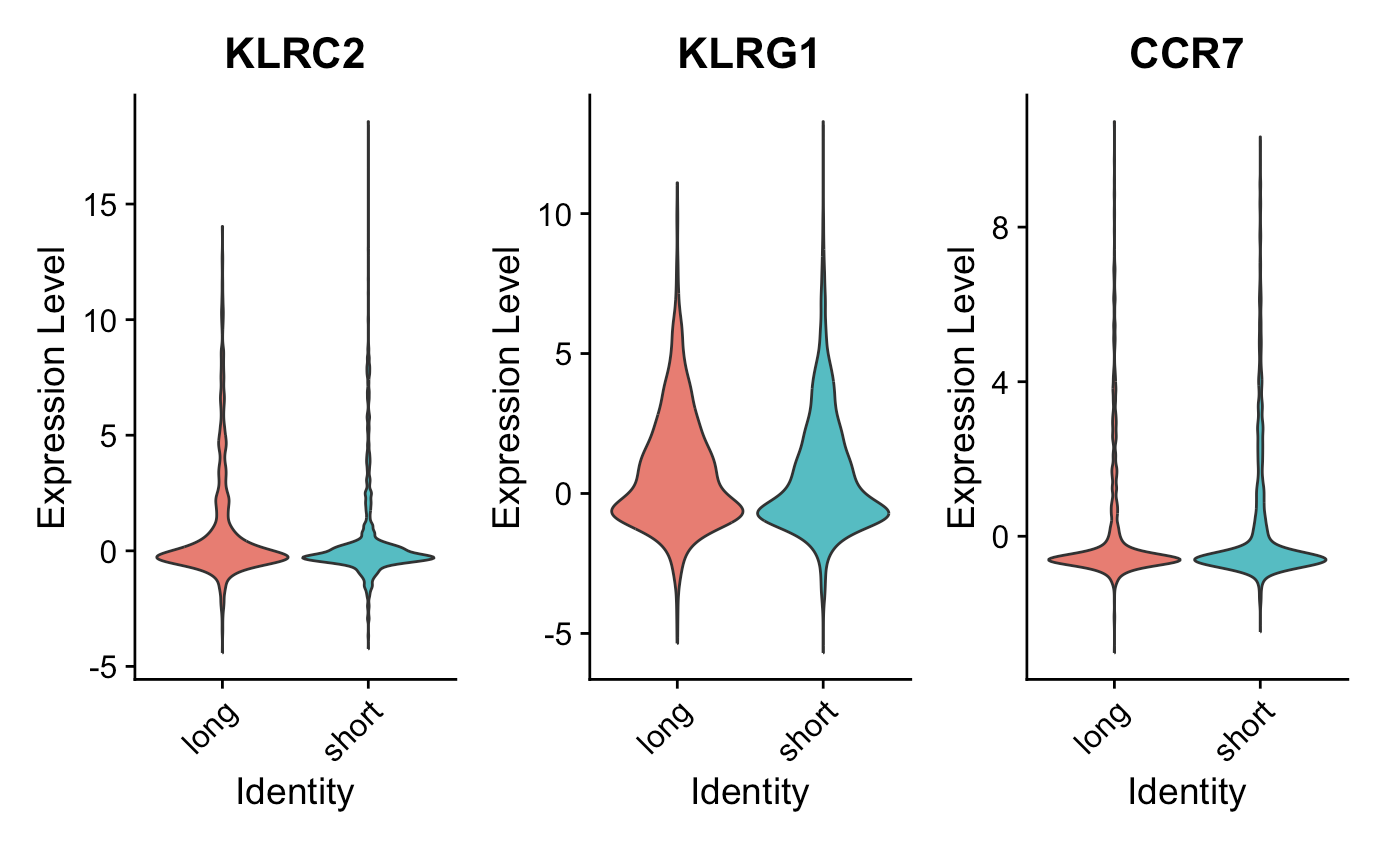 KLRC2
Expression Level
15
10
5
0
-5
long
short
Identity
KLRG1
Expression Level
10
5
0
-5
long
short
Identity
CCR7
Expression Level
8
4
0
long
short
Identity